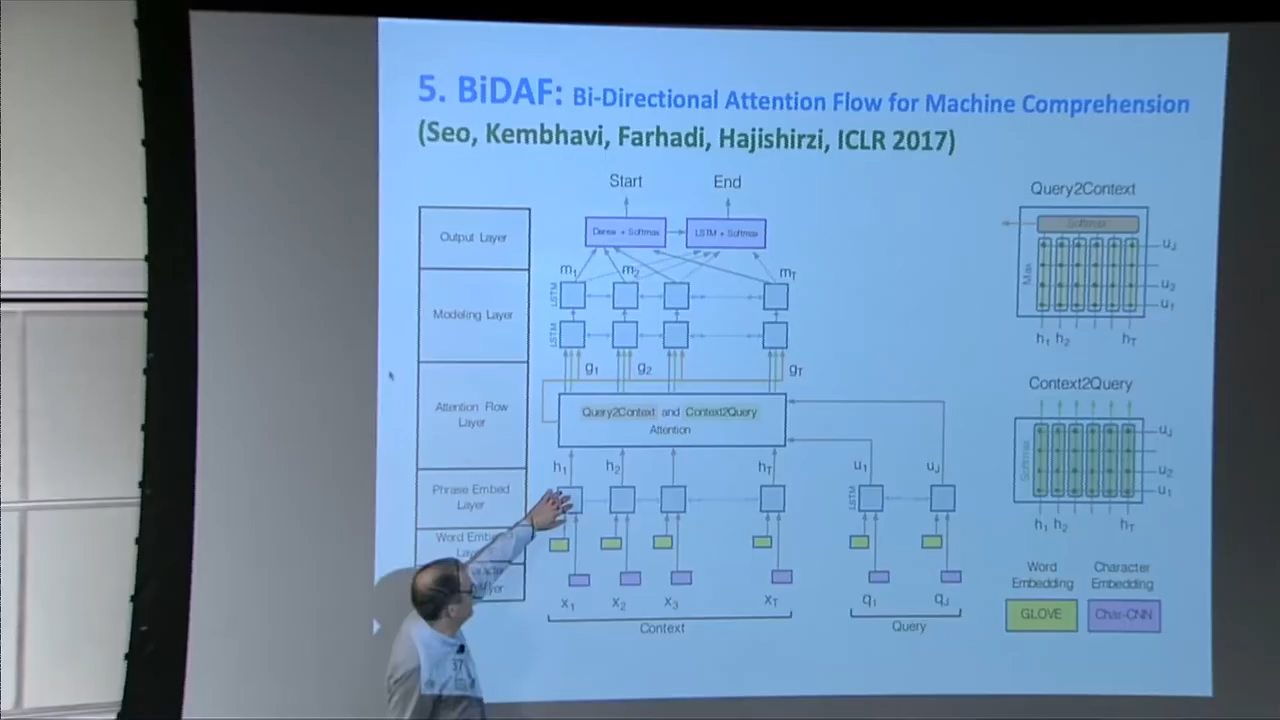 5. BiDAF: Bi-Directional Attention Flow for Machine Comprehension
(Seo, Kembhavi, Farhadi, Hajishirzi, ICLR 2017)
Start
End
Output Layer
Dense + Softmax
LSTM + Softmax
m1
m2
mT
Modeling Layer
LSTM
LSTM
g1
g2
gT
Attention Flow
Layer
Query2Context and Context2Query
Attention
h1
h2
hT
u1
uJ
Phrase Embed
Layer
LSTM
Word
x1
x2
x3
xT
q1
qJ
Context
Query
Query2Context
Softmax
Max
uJ
u2
u1
h1
h2
hT
Context2Query
Softmax
uJ
u2
u1
h1
h2
hT
Word
Embedding
Character
Embedding
GLOVE
Char-CNN
37